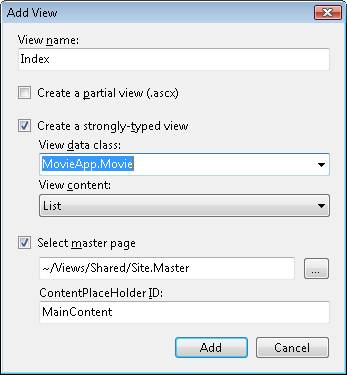 Add View
View name:
Index
Create a partial view (.ascx)
Create a strongly-typed view
View data class:
MovieApp.Movie
View content:
List
Select master page
~/Views/Shared/Site.Master
...
ContentPlaceHolder ID:
MainContent
Add Cancel